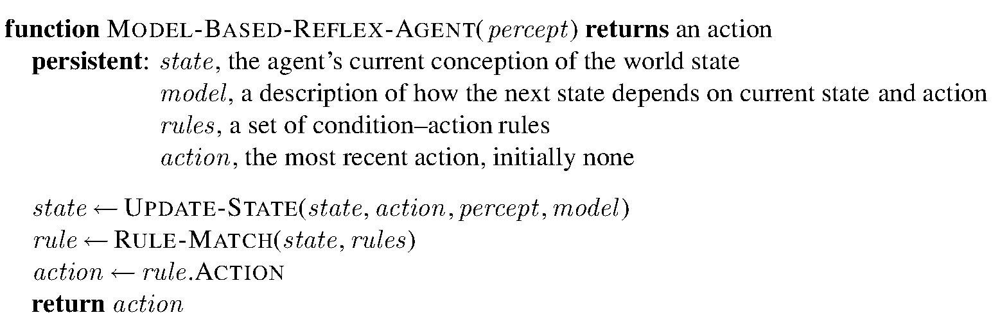 function MODEL-BASED-REFLEX-AGENT(percept) returns an action
persistent: state, the agent's current conception of the world state
model, a description of how the next state depends on current state and action
rules, a set of condition–action rules
action, the most recent action, initially none
state ← UPDATE-STATE(state, action, percept, model)
rule ← RULE-MATCH(state, rules)
action ← rule.ACTION
return action